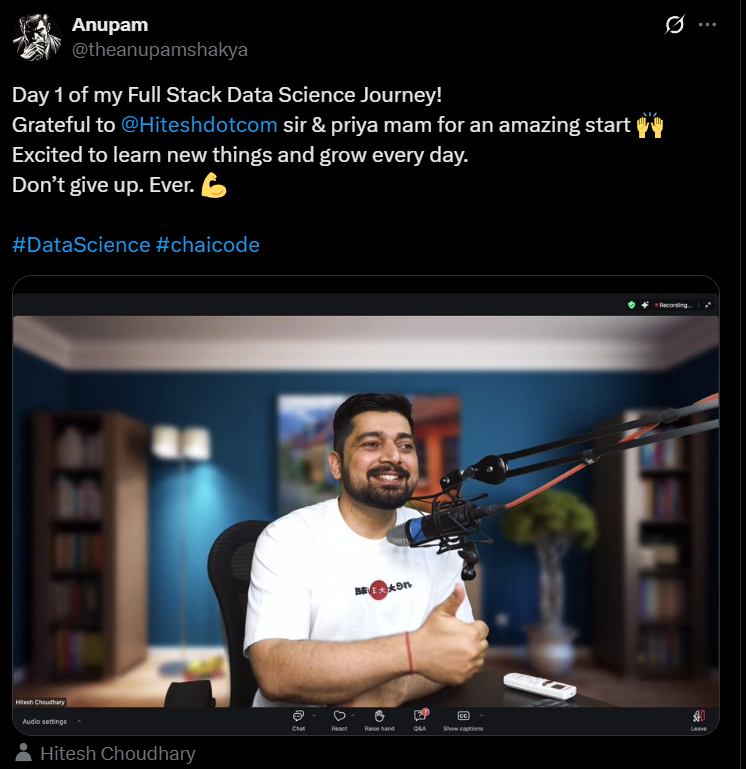 Anupam
@theanupamshakya
Day 1 of my Full Stack Data Science Journey!
Grateful to @Hiteshdotcom sir & priya mam for an amazing start 🙌
Excited to learn new things and grow every day.
Don’t give up. Ever. 💪
#DataScience #chaicode
Recording...
Hitesh Choudhary
Audio settings
Chat
React
Raise hand
Q&A
Show captions
Leave
Hitesh Choudhary